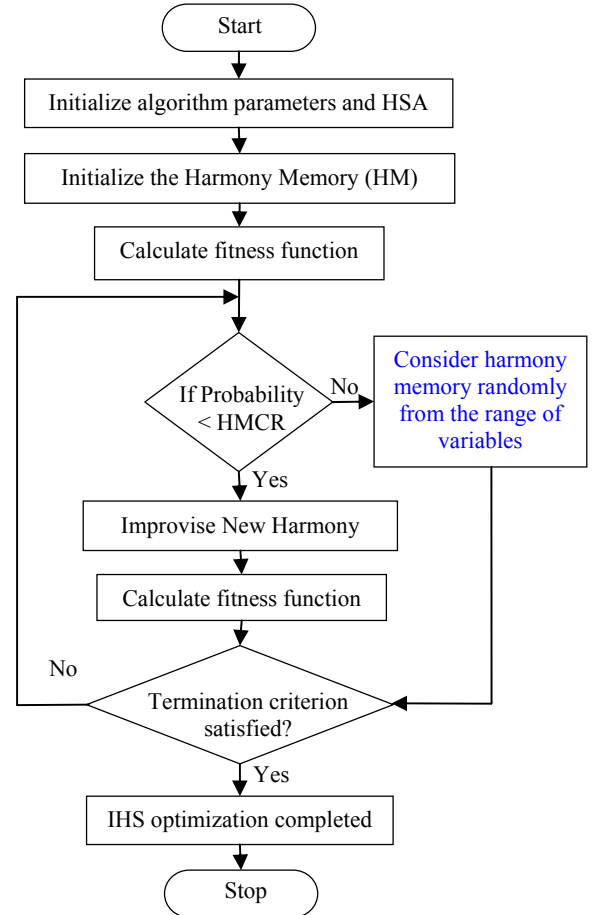 Start
Initialize algorithm parameters and HSA
Initialize the Harmony Memory (HM)
Calculate fitness function
If Probability
< HMCR
No
Consider harmony
memory randomly
from the range of
variables
Yes
Improvise New Harmony
Calculate fitness function
No
Termination criterion
satisfied?
Yes
IHS optimization completed
Stop